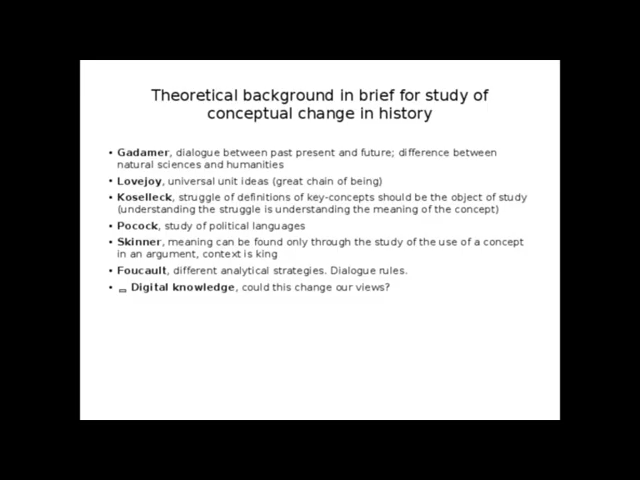 Theoretical background in brief for study of
conceptual change in history
• Gadamer, dialogue between past present and future; difference between
natural sciences and humanities
• Lovejoy, universal unit ideas (great chain of being)
• Koselleck, struggle of definitions of key-concepts should be the object of study
(understanding the struggle is understanding the meaning of the concept)
• Pocock, study of political languages
• Skinner, meaning can be found only through the study of the use of a concept
in an argument, context is king
• Foucault, different analytical strategies. Dialogue rules.
• Digital knowledge, could this change our views?